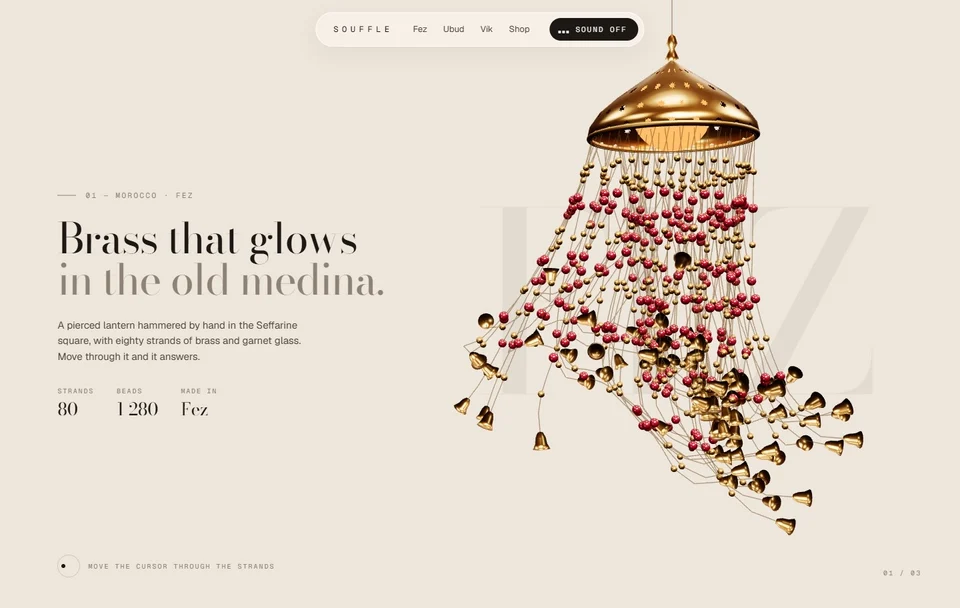 SOUFFLE Fez Ubud Vik Shop SOUND OFF
01 — MOROCCO · FEZ
Brass that glows
in the old medina.
A pierced lantern hammered by hand in the Seffarine
square, with eighty strands of brass and garnet glass.
Move through it and it answers.
STRANDS BEADS MADE IN
80 1 280 Fez
FEZ
MOVE THE CURSOR THROUGH THE STRANDS
01 / 03